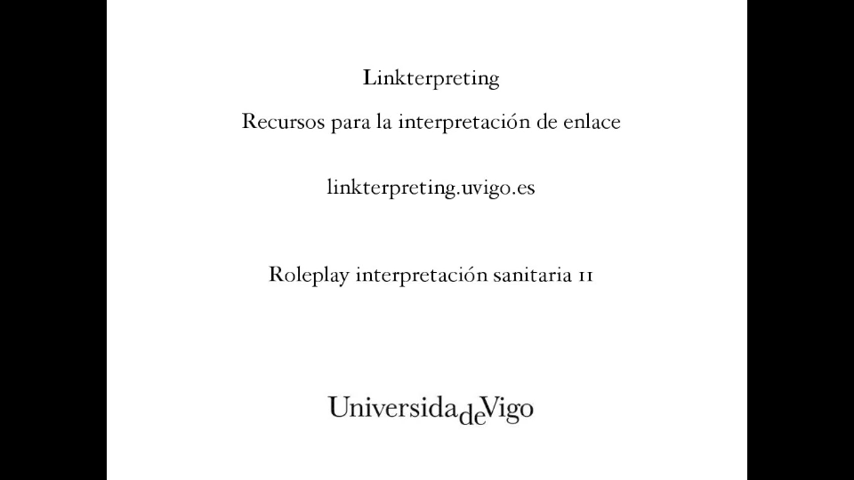 Linkterpreting
Recursos para la interpretación de enlace
linkterpreting.uvigo.es
Roleplay interpretación sanitaria 11
UniversidadeVigo